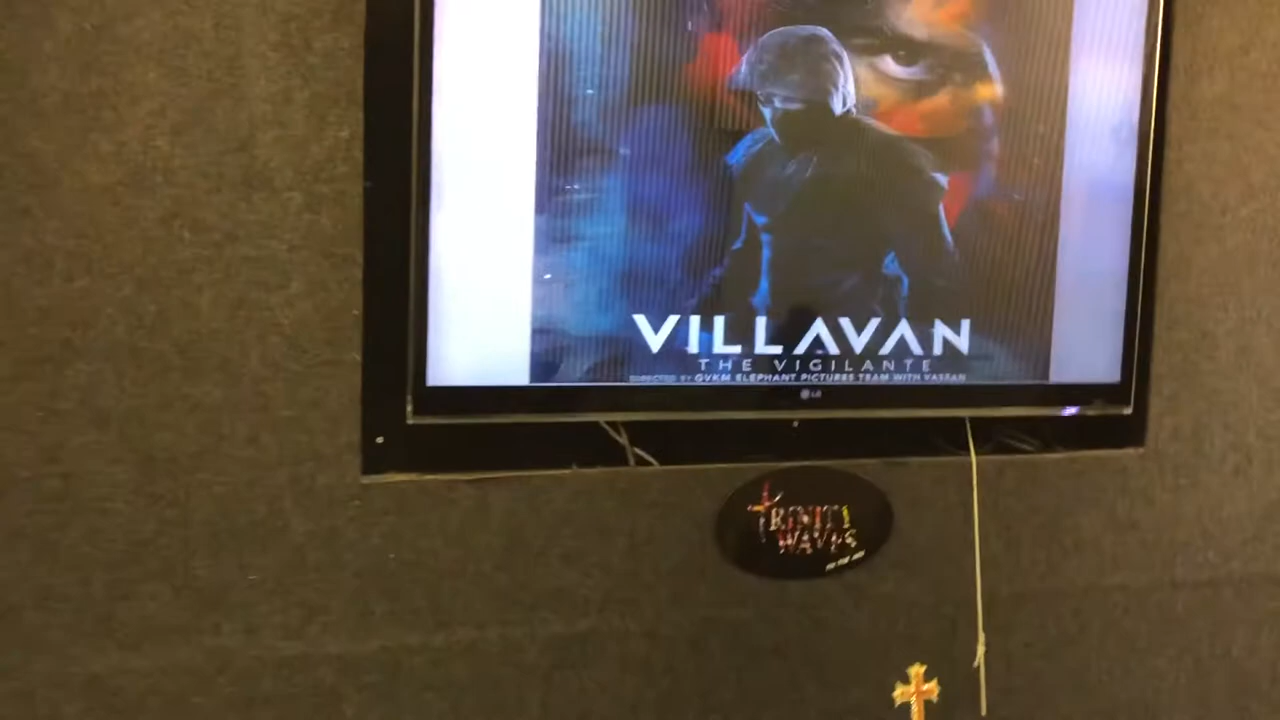 VILLAVAN
THE VIGILANTE
DIRECTED BY GVKM ELEPHANT PICTURES TEAM WITH VASSAN
LG
TRINITY
WAVES